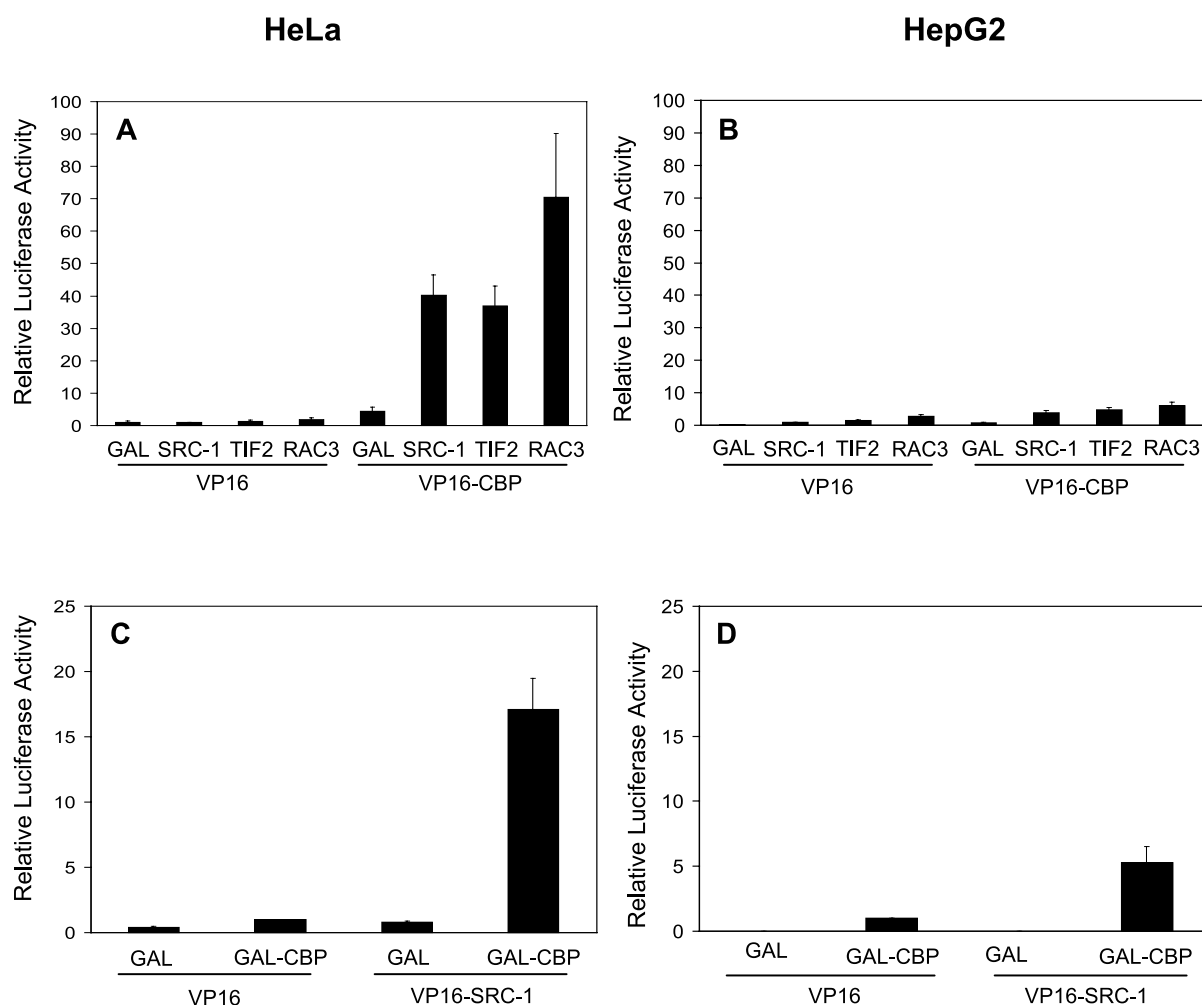 HeLa
HepG2
A
Relative Luciferase Activity
100
90
80
70
60
50
40
30
20
10
0
GAL SRC-1 TIF2 RAC3 GAL SRC-1 TIF2 RAC3
VP16 VP16-CBP
B
Relative Luciferase Activity
100
90
80
70
60
50
40
30
20
10
0
GAL SRC-1 TIF2 RAC3 GAL SRC-1 TIF2 RAC3
VP16 VP16-CBP
C
Relative Luciferase Activity
25
20
15
10
5
0
GAL GAL-CBP GAL GAL-CBP
VP16 VP16-SRC-1
D
Relative Luciferase Activity
25
20
15
10
5
0
GAL GAL-CBP GAL GAL-CBP
VP16 VP16-SRC-1